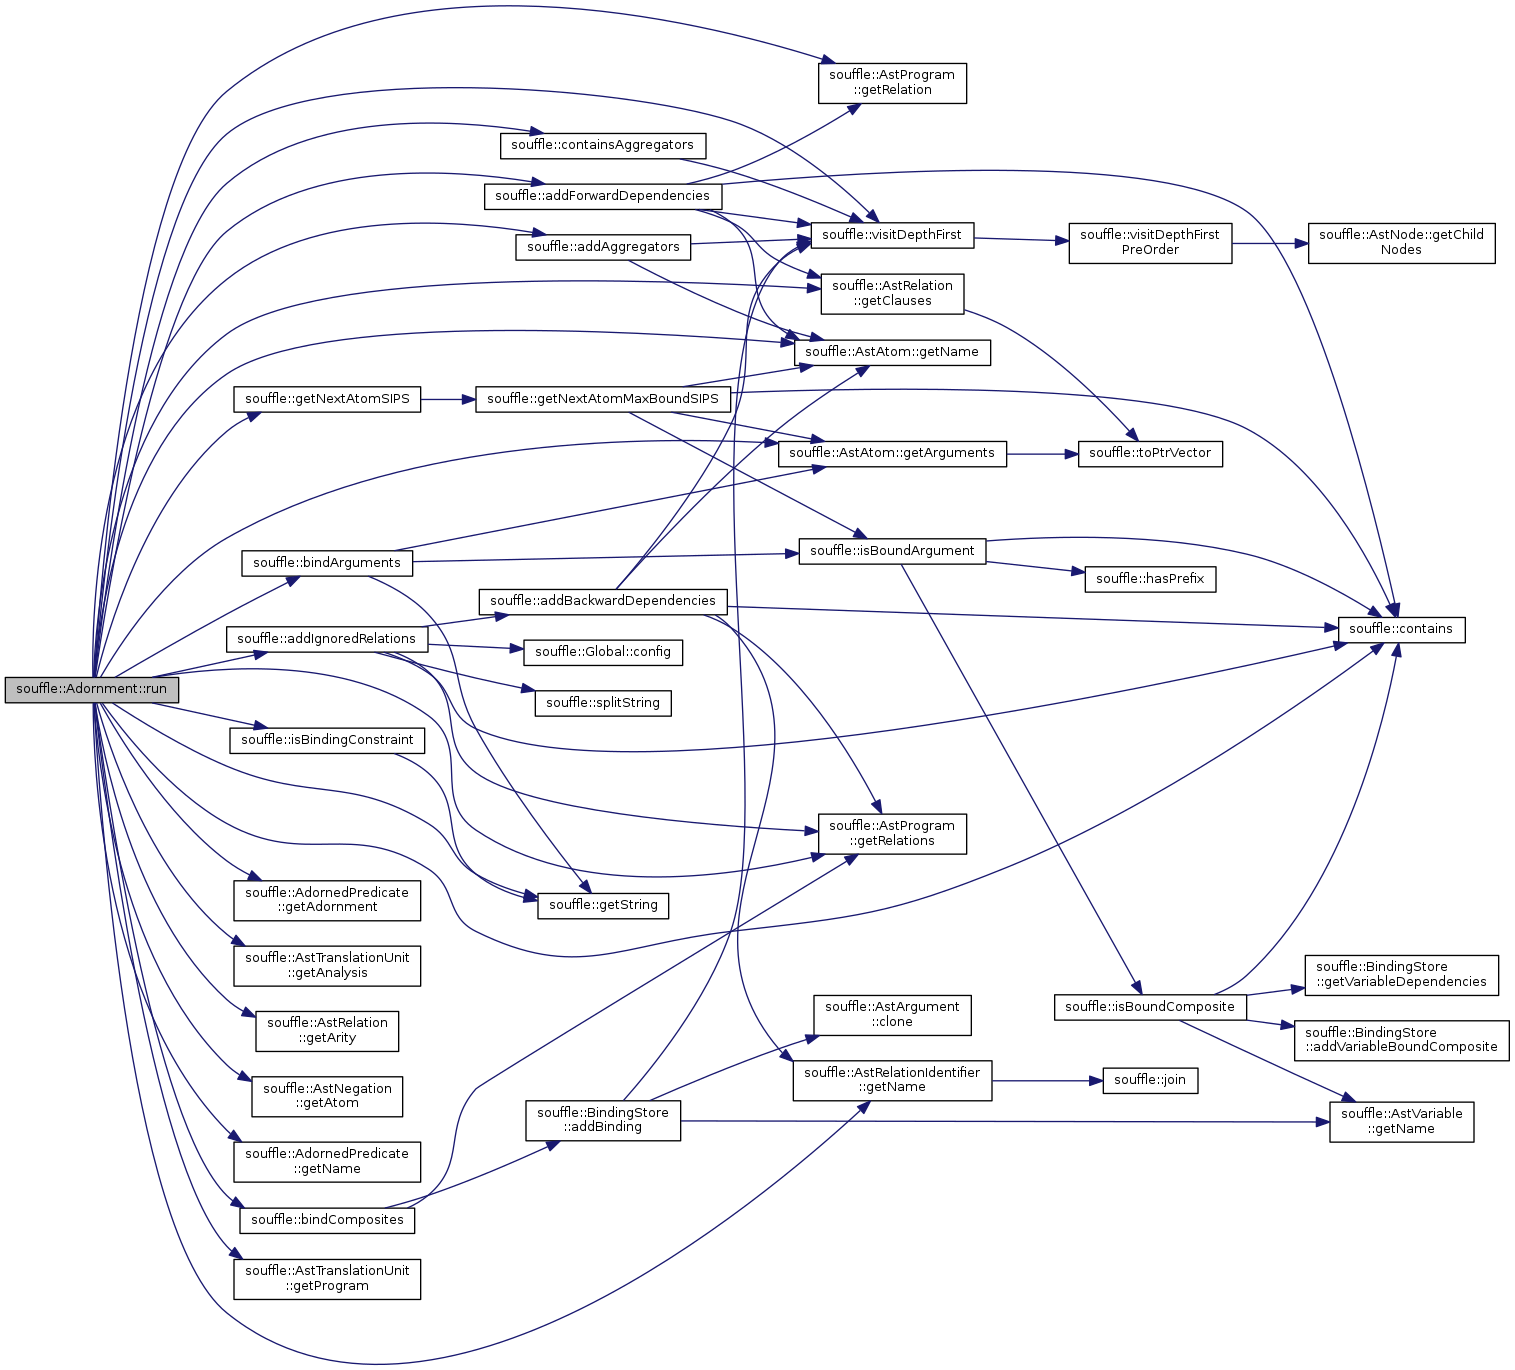 souffle::AstProgram
::getRelation
souffle::containsAggregators
souffle::addForwardDependencies
souffle::visitDepthFirst
souffle::visitDepthFirst
PreOrder
souffle::AstNode::getChild
Nodes
souffle::addAggregators
souffle::AstRelation
::getClauses
souffle::AstAtom::getName
souffle::getNextAtomSIPS
souffle::getNextAtomMaxBoundSIPS
souffle::AstAtom::getArguments
souffle::toPtrVector
souffle::bindArguments
souffle::isBoundArgument
souffle::hasPrefix
souffle::addBackwardDependencies
souffle::contains
souffle::addIgnoredRelations
souffle::Global::config
souffle::Adornment::run
souffle::splitString
souffle::isBindingConstraint
souffle::AstProgram
::getRelations
souffle::AdornedPredicate
::getAdornment
souffle::getString
souffle::AstTranslationUnit
::getAnalysis
souffle::BindingStore
::getVariableDependencies
souffle::AstArgument
::clone
souffle::isBoundComposite
souffle::AstRelation
::getArity
souffle::BindingStore
::addVariableBoundComposite
souffle::AstNegation
::getAtom
souffle::AstRelationIdentifier
::getName
souffle::join
souffle::BindingStore
::addBinding
souffle::AstVariable
::getName
souffle::AdornedPredicate
::getName
souffle::bindComposites
souffle::AstTranslationUnit
::getProgram